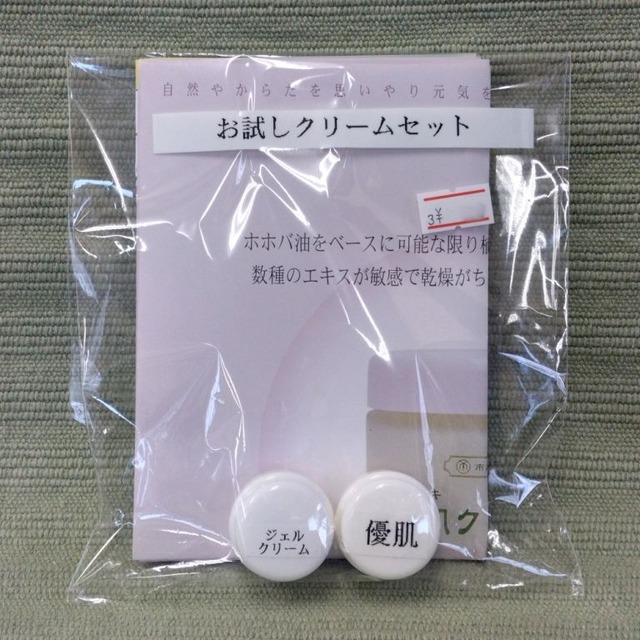 自然やからだを思いやり元気を
お試しクリームセット
3¥
ホホバ油をベースに可能な限り植
数種のエキスが敏感で乾燥がち
ホ
ジェル
クリーム
優肌
ク